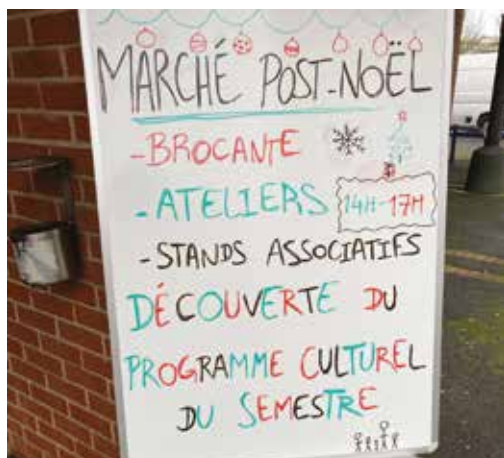 MARCHÉ POST-NOËL
-BROCANTE
-ATELIERS 14H-17H
-STANDS ASSOCIATIFS
DÉCOUVERTE DU
PROGRAMME CULTUREL
DU SEMESTRE